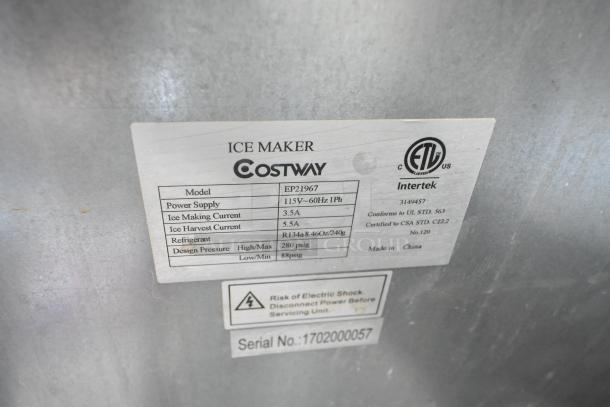 ICE MAKER
COSTWAY
Model EP21967
Power Supply 115V~60Hz 1Ph
Ice Making Current 3.5A
Ice Harvest Current 5.5A
Refrigerant R134a 8.46Oz/240g
Design Pressure High/Max 280 psig
Low/Min 88psig
ETL
C US
Intertek
3149457
Conforms to UL STD. 563
Certified to CSA STD. C22.2
No.120
Made in China
Risk of Electric Shock.
Disconnect Power Before
Servicing Unit.
Serial No.:1702000057